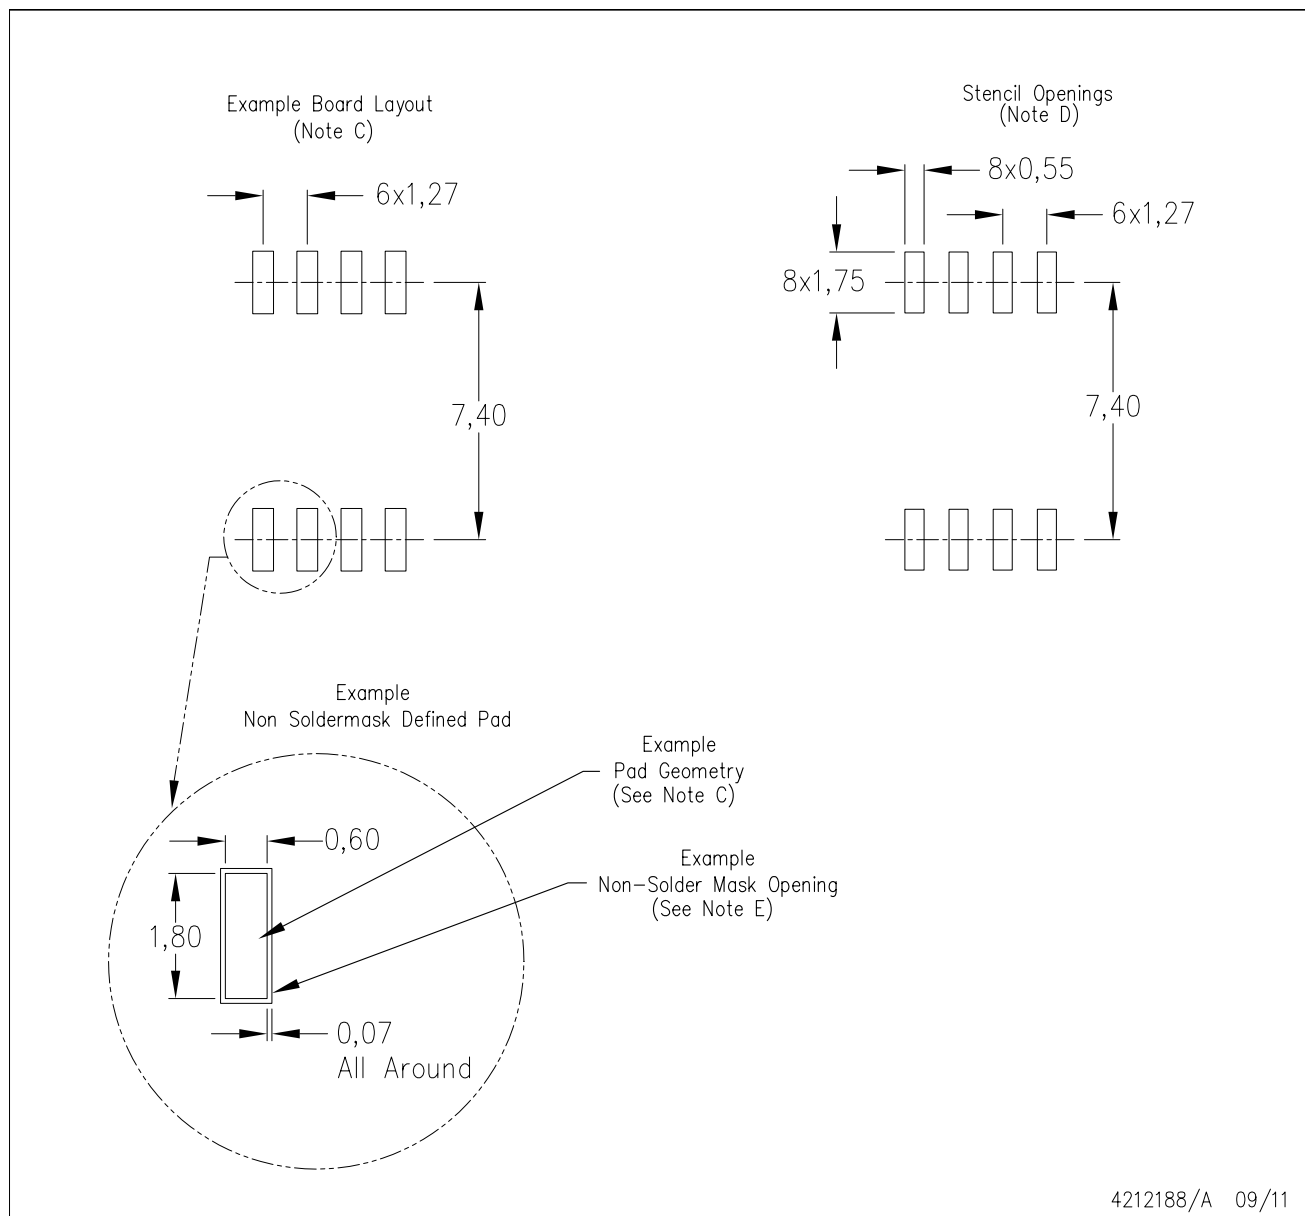 Example Board Layout
(Note C)
6x1,27
7,40
Stencil Openings
(Note D)
8x0,55
6x1,27
8x1,75
7,40
Example
Non Soldermask Defined Pad
Example
Pad Geometry
(See Note C)
0,60
Example
Non-Solder Mask Opening
(See Note E)
1,80
0,07
All Around
4212188/A 09/11